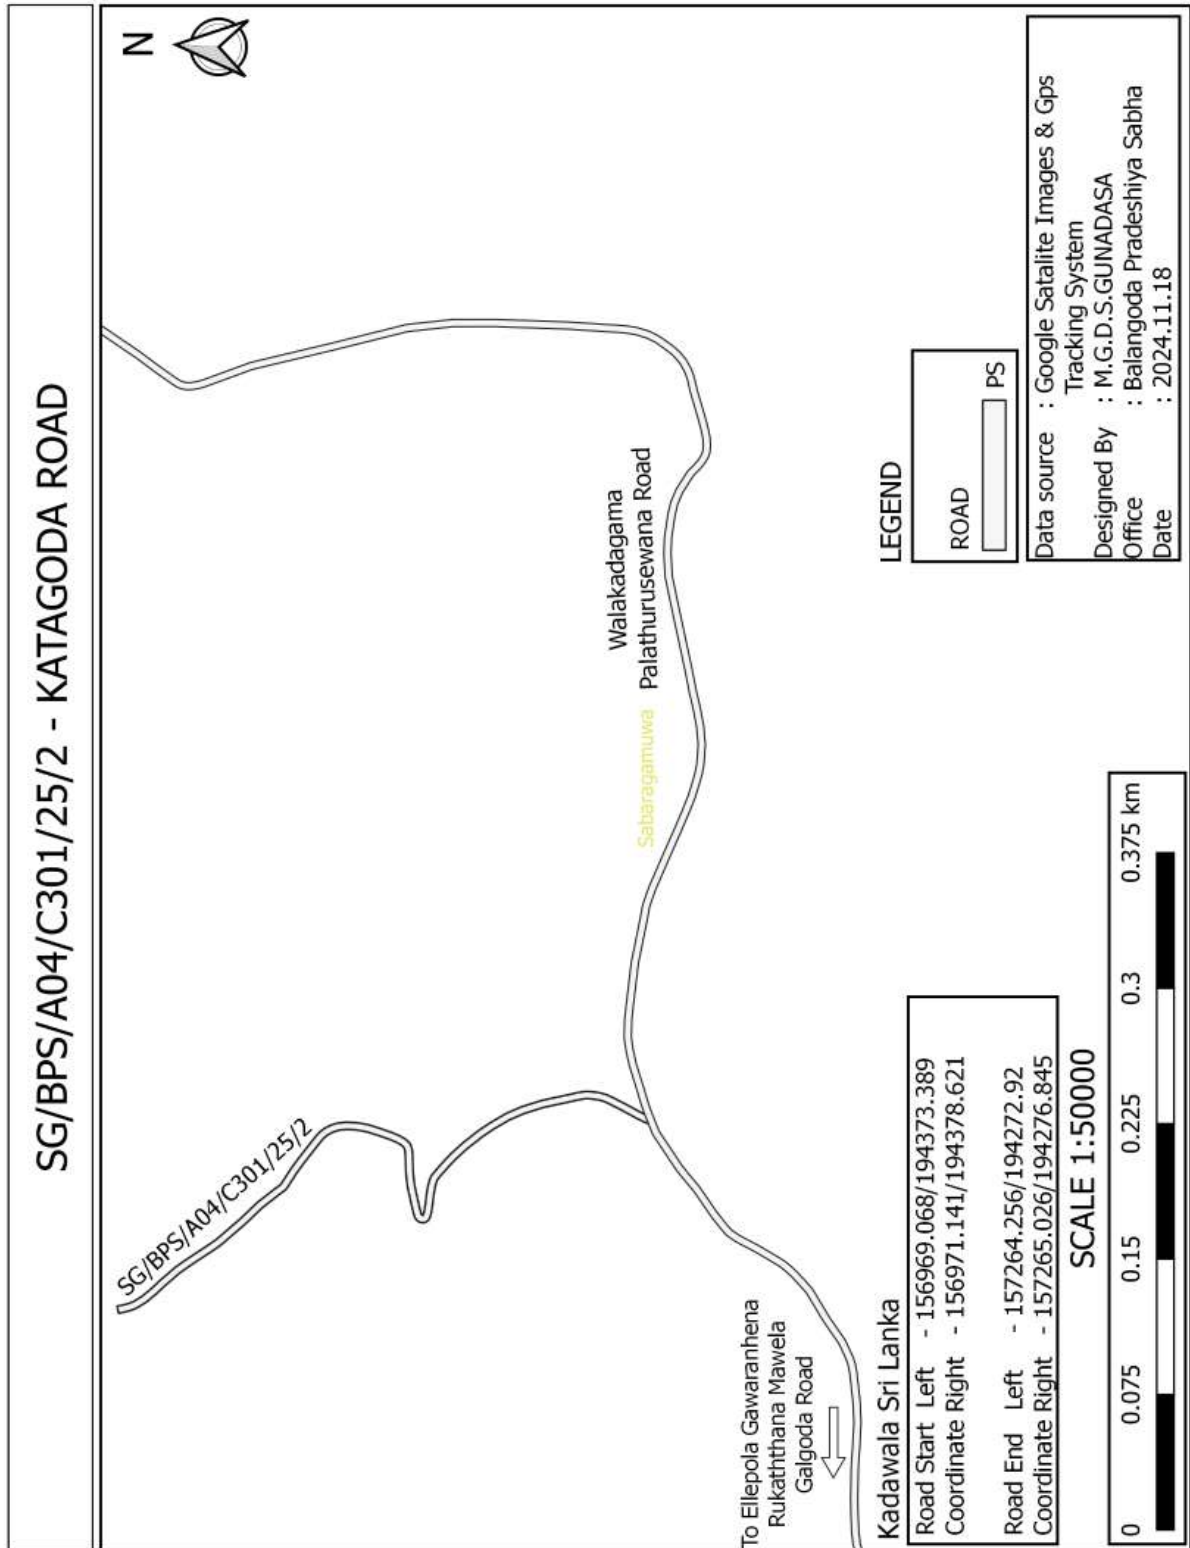 SG/BPS/A04/C301/25/2 - KATAGODA ROAD
N
SG/BPS/A04/C301/25/2
Walakadagama
Sabaragamuwa Palathurusewana Road
To Ellepola Gawaranhena
Rukaththana Mawela
Galgoda Road
Kadawala Sri Lanka
Road Start Left - 156969.068/194373.389
Coordinate Right - 156971.141/194378.621
Road End Left - 157264.256/194272.92
Coordinate Right - 157265.026/194276.845
SCALE 1:50000
0 0.075 0.15 0.225 0.3 0.375 km
LEGEND
ROAD
PS
Data source : Google Satalite Images & Gps
Tracking System
Designed By : M.G.D.S.GUNADASA
Office : Balangoda Pradeshiya Sabha
Date : 2024.11.18